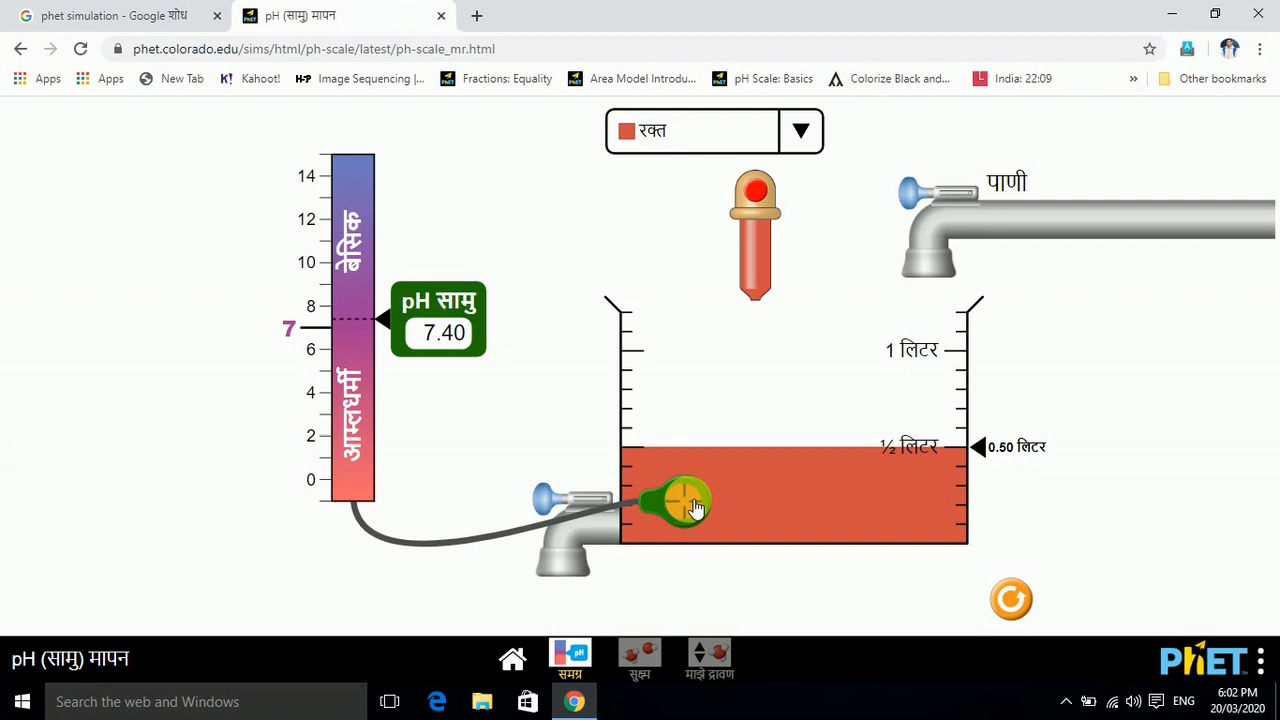 phet simulation - Google शोध
pH (सामु) मापन
phet.colorado.edu/sims/html/ph-scale/latest/ph-scale_mr.html
Apps
Apps
New Tab
Kahoot!
Image Sequencing |...
Fractions: Equality
Area Model Introdu...
pH Scale: Basics
Colorize Black and...
India: 22:09
»
Other bookmarks
रक्त
पाणी
14
12
10
8
7
6
4
2
0
बेसिक
आम्लधर्मी
pH सामु
7.40
1 लिटर
½ लिटर
0.50 लिटर
pH (सामु) मापन
समग्र
सुक्ष्म
माझे द्रावण
PhET
Search the web and Windows
ENG
6:02 PM
20/03/2020